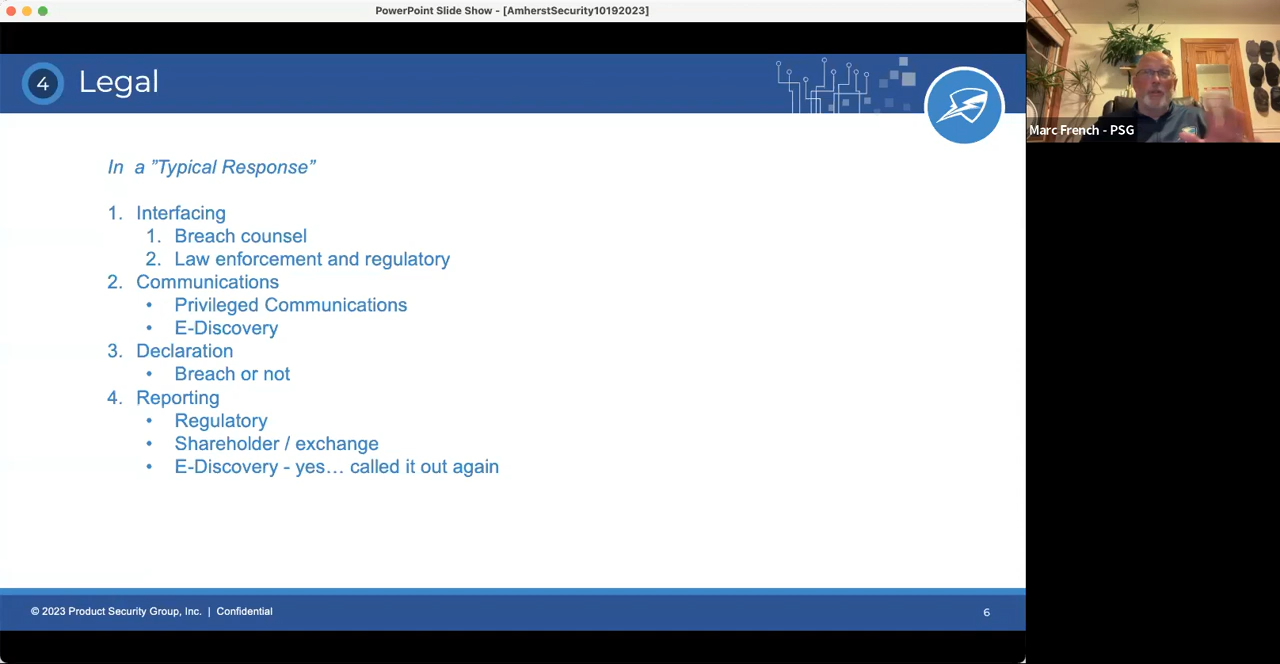 PowerPoint Slide Show - [AmherstSecurity10192023]
4 Legal
In a ”Typical Response”
1. Interfacing
1. Breach counsel
2. Law enforcement and regulatory
2. Communications
• Privileged Communications
• E-Discovery
3. Declaration
• Breach or not
4. Reporting
• Regulatory
• Shareholder / exchange
• E-Discovery - yes… called it out again
© 2023 Product Security Group, Inc. | Confidential
6
Marc French - PSG